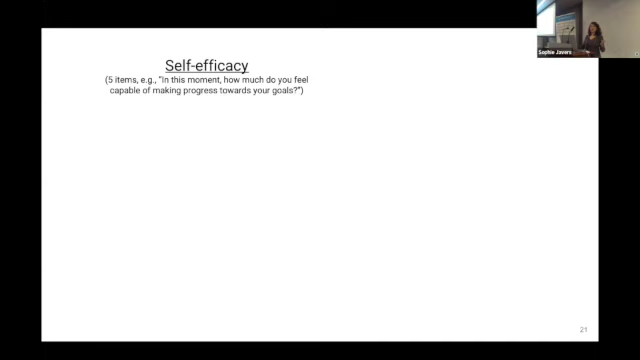 Self-efficacy
(5 items, e.g., “In this moment, how much do you feel
capable of making progress towards your goals?”)
Sophie Javers
21